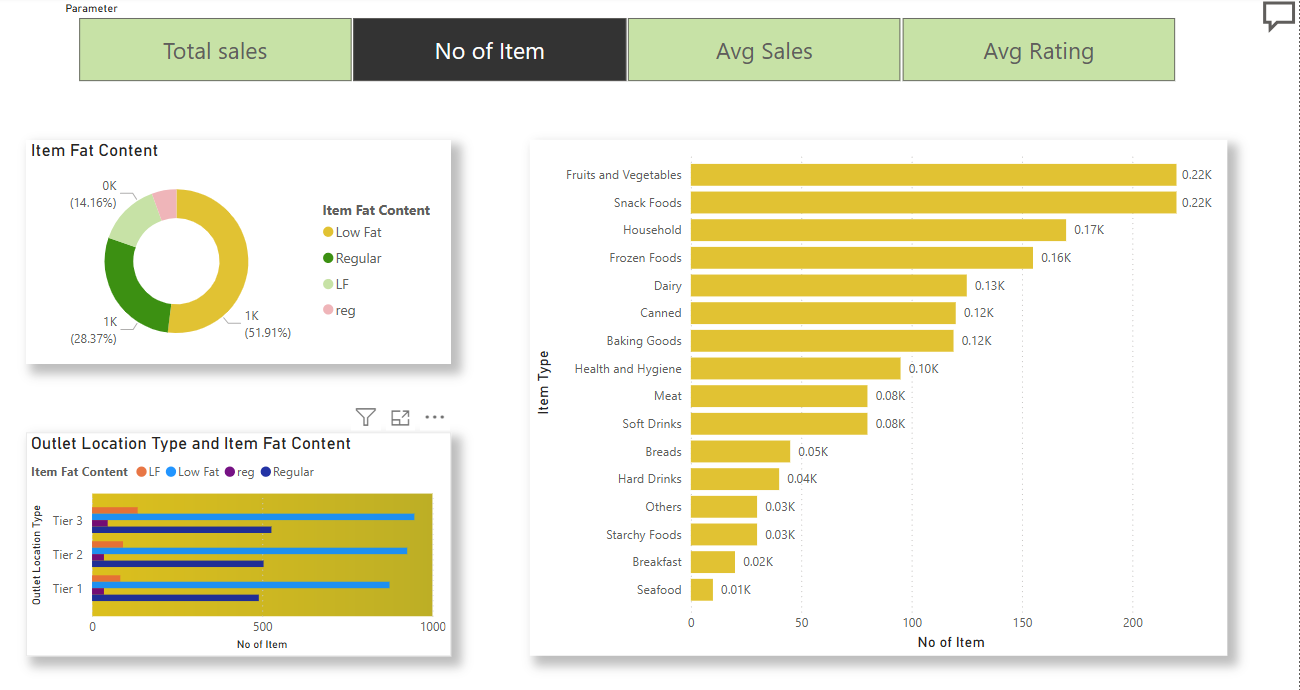 Parameter
Total sales
No of Item
Avg Sales
Avg Rating
Item Fat Content
0K
(14.16%)
1K
(28.37%)
1K
(51.91%)
Item Fat Content
Low Fat
Regular
LF
reg
Outlet Location Type and Item Fat Content
Item Fat Content LF Low Fat reg Regular
Outlet Location Type
Tier 3
Tier 2
Tier 1
0 500 1000
No of Item
Item Type
Fruits and Vegetables 0.22K
Snack Foods 0.22K
Household 0.17K
Frozen Foods 0.16K
Dairy 0.13K
Canned 0.12K
Baking Goods 0.12K
Health and Hygiene 0.10K
Meat 0.08K
Soft Drinks 0.08K
Breads 0.05K
Hard Drinks 0.04K
Others 0.03K
Starchy Foods 0.03K
Breakfast 0.02K
Seafood 0.01K
0 50 100 150 200
No of Item